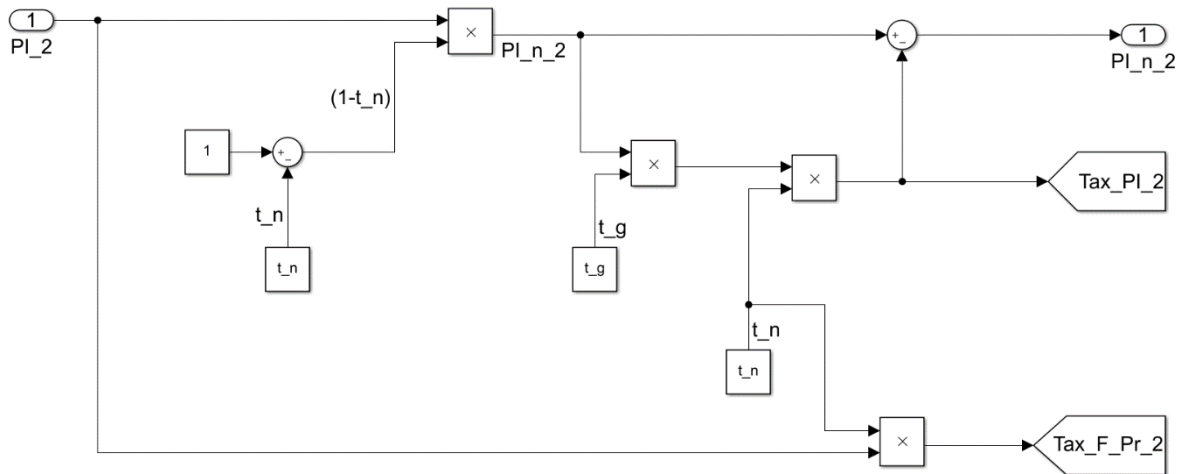 1
PI_2
×
PI_n_2
+
−
1
PI_n_2
(1-t_n)
1
+
−
×
×
Tax_PI_2
t_n
t_g
t_n
t_g
t_n
t_n
×
Tax_F_Pr_2